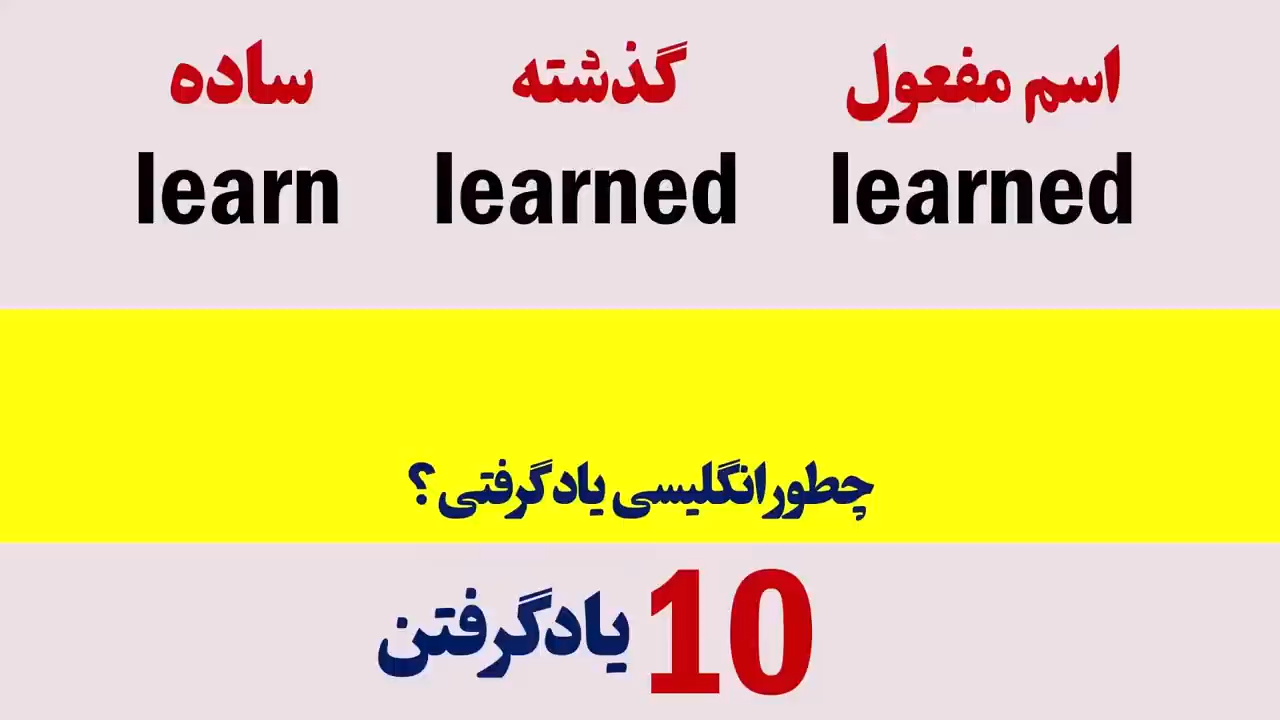 ساده گذشته اسم مفعول
learn learned learned
چطور انگلیسی یاد گرفتی ؟
10 یادگرفتن